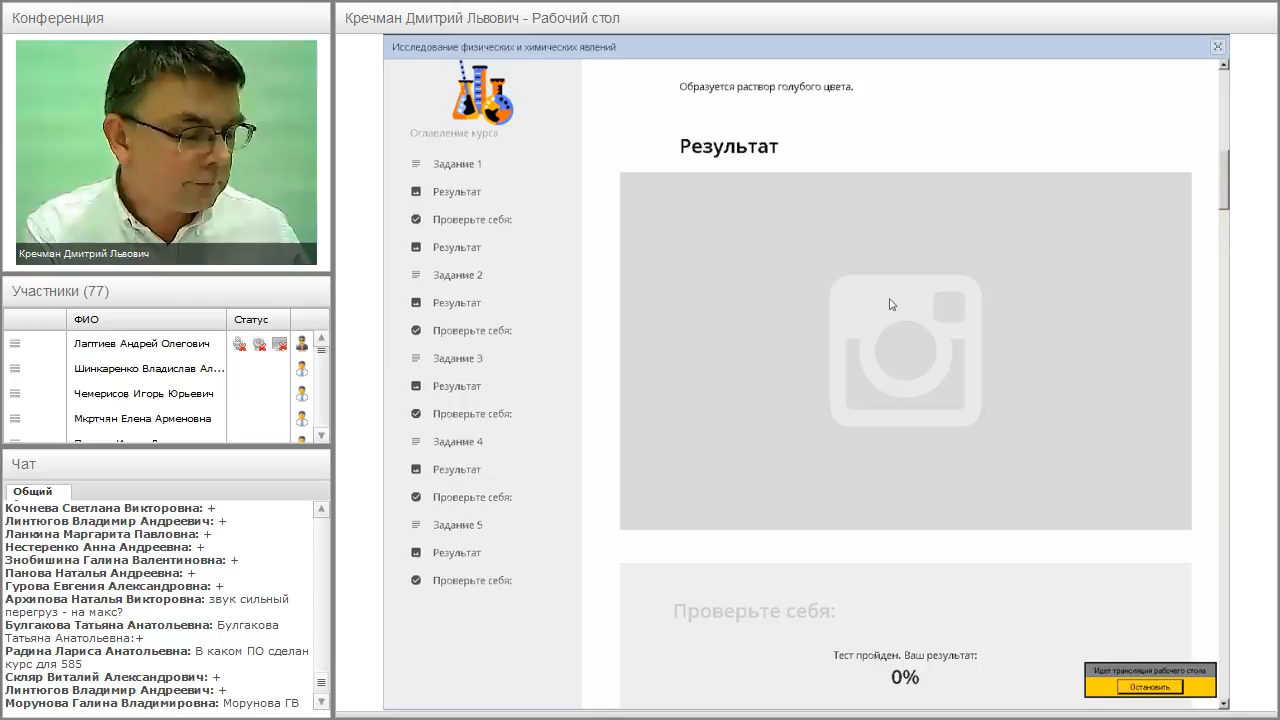 Конференция
Кречман Дмитрий Львович
Участники (77)
ФИО
Статус
Лаптиев Андрей Олегович
Шинкаренко Владислав Ал...
Чемерисов Игорь Юрьевич
Мкртчян Елена Арменовна
Чат
Общий
Кочнева Светлана Викторовна: +
Линтюгов Владимир Андреевич: +
Ланкина Маргарита Павловна: +
Нестеренко Анна Андреевна: +
Знобишина Галина Валентиновна: +
Панова Наталья Андреевна: +
Гурова Евгения Александровна: +
Архипова Наталья Викторовна: звук сильный
перегруз - на макс?
Булгакова Татьяна Анатольевна: Булгакова
Татьяна Анатольевна:+
Радина Лариса Анатольевна: В каком ПО сделан
курс для 585
Скляр Виталий Александрович: +
Линтюгов Владимир Андреевич: +
Морунова Галина Владимировна: Морунова ГВ
Кречман Дмитрий Львович - Рабочий стол
Исследование физических и химических явлений
Оглавление курса
Задание 1
Результат
Проверьте себя:
Результат
Задание 2
Результат
Проверьте себя:
Задание 3
Результат
Проверьте себя:
Задание 4
Результат
Проверьте себя:
Задание 5
Результат
Проверьте себя:
Образуется раствор голубого цвета.
Результат
Проверьте себя:
Тест пройден. Ваш результат:
0%
Идет трансляция рабочего стола
Остановить